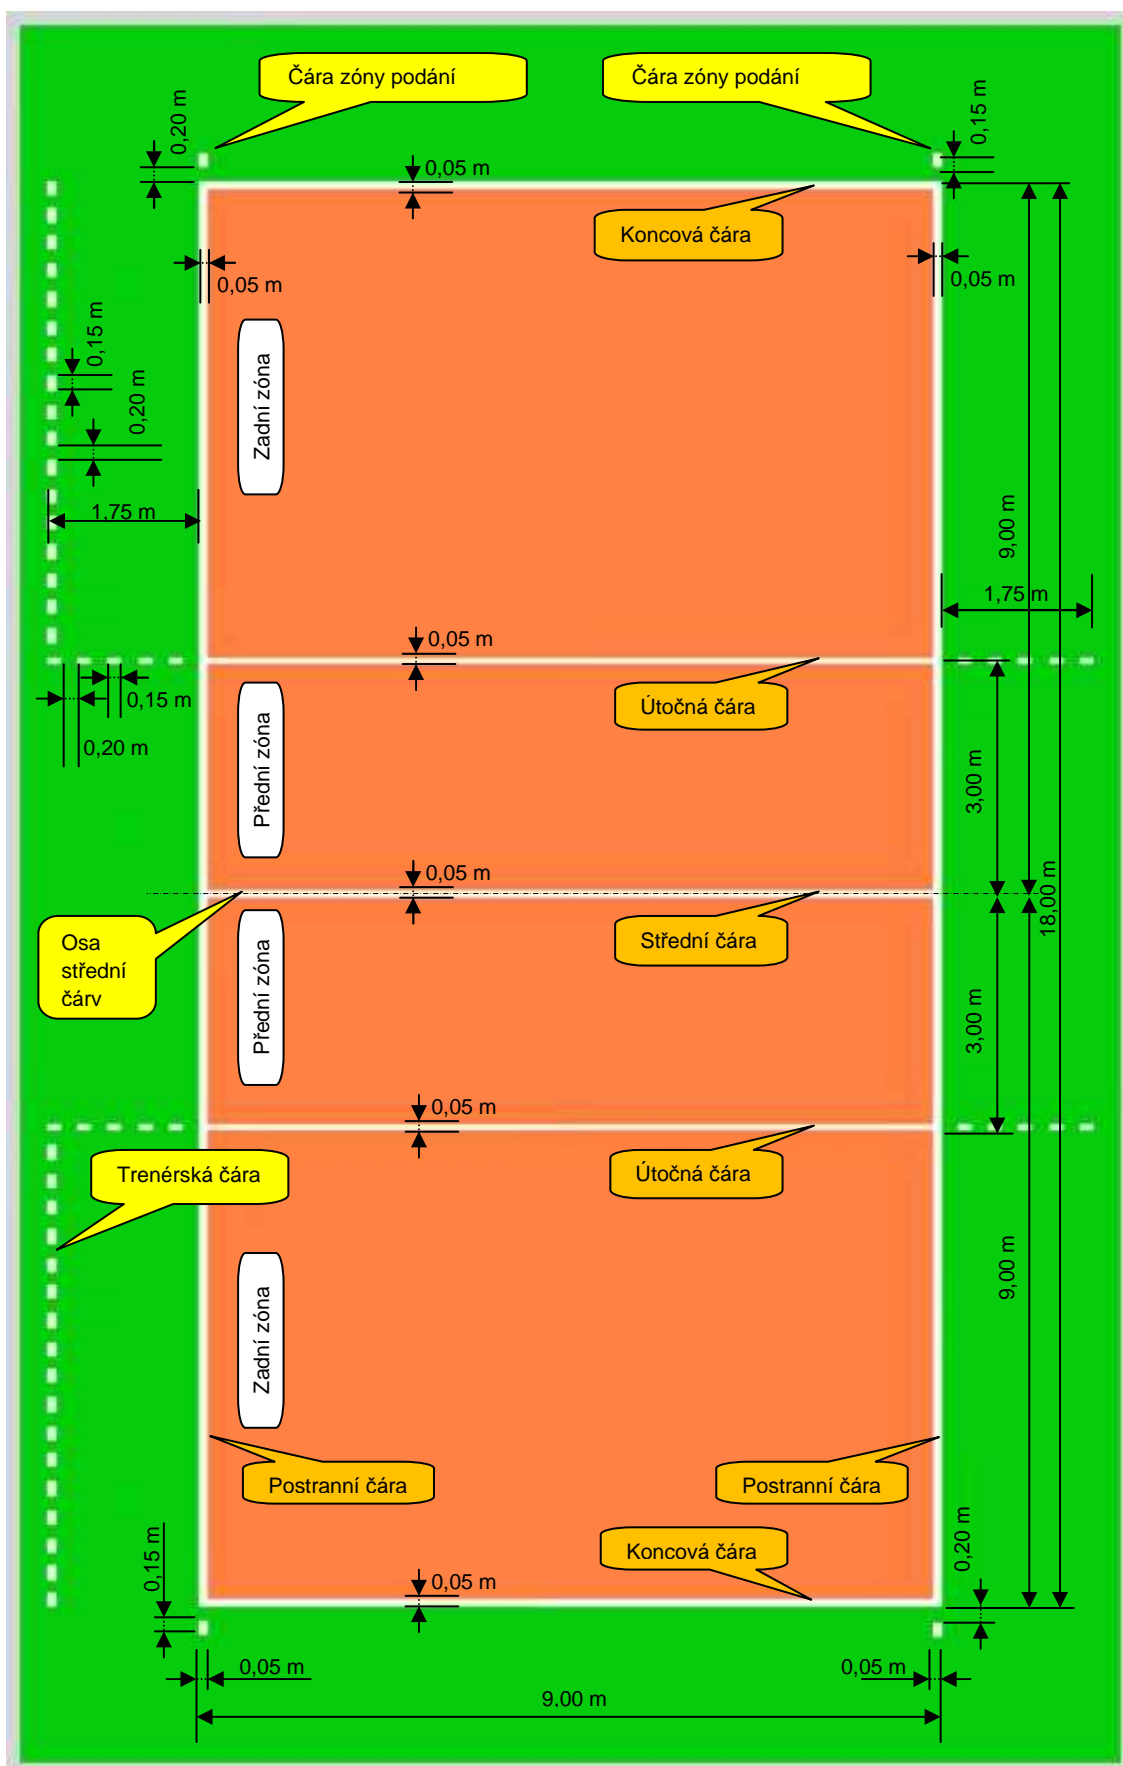 Čára zóny podání
Čára zóny podání
0,20 m
0,15 m
0,05 m
Koncová čára
0,05 m
0,05 m
0,15 m
Zadní zóna
0,20 m
1,75 m
9,00 m
1,75 m
0,05 m
0,15 m
Útočná čára
0,20 m
Přední zóna
3,00 m
0,05 m
18,00 m
Osa
střední
čáry
Přední zóna
Střední čára
3,00 m
0,05 m
Trenérská čára
Útočná čára
9,00 m
Zadní zóna
Postranní čára
Postranní čára
0,15 m
Koncová čára
0,20 m
0,05 m
0,05 m
0,05 m
9,00 m